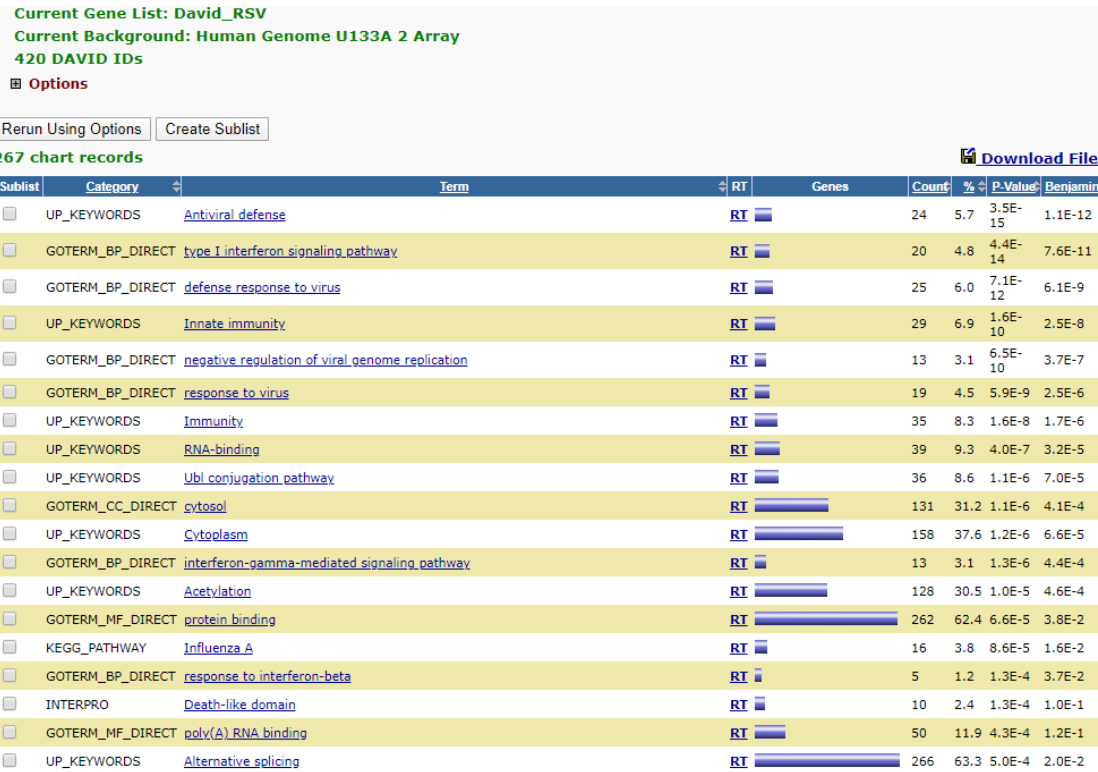 Current Gene List: David_RSV
Current Background: Human Genome U133A 2 Array
420 DAVID IDs
Options
Rerun Using Options Create Sublist
267 chart records Download File
Sublist Category Term RT Genes Count % P-Value Benjamini
UP_KEYWORDS Antiviral defense RT 24 5.7 3.5E-15 1.1E-12
GOTERM_BP_DIRECT type I interferon signaling pathway RT 20 4.8 4.4E-14 7.6E-11
GOTERM_BP_DIRECT defense response to virus RT 25 6.0 7.1E-12 6.1E-9
UP_KEYWORDS Innate immunity RT 29 6.9 1.6E-10 2.5E-8
GOTERM_BP_DIRECT negative regulation of viral genome replication RT 13 3.1 6.5E-10 3.7E-7
GOTERM_BP_DIRECT response to virus RT 19 4.5 5.9E-9 2.5E-6
UP_KEYWORDS Immunity RT 35 8.3 1.6E-8 1.7E-6
UP_KEYWORDS RNA-binding RT 39 9.3 4.0E-7 3.2E-5
UP_KEYWORDS Ubl conjugation pathway RT 36 8.6 1.1E-6 7.0E-5
GOTERM_CC_DIRECT cytosol RT 131 31.2 1.1E-6 4.1E-4
UP_KEYWORDS Cytoplasm RT 158 37.6 1.2E-6 6.6E-5
GOTERM_BP_DIRECT interferon-gamma-mediated signaling pathway RT 13 3.1 1.3E-6 4.4E-4
UP_KEYWORDS Acetylation RT 128 30.5 1.0E-5 4.6E-4
GOTERM_MF_DIRECT protein binding RT 262 62.4 6.6E-5 3.8E-2
KEGG_PATHWAY Influenza A RT 16 3.8 8.6E-5 1.6E-2
GOTERM_BP_DIRECT response to interferon-beta RT 5 1.2 1.3E-4 3.7E-2
INTERPRO Death-like domain RT 10 2.4 1.3E-4 1.0E-1
GOTERM_MF_DIRECT poly(A) RNA binding RT 50 11.9 4.3E-4 1.2E-1
UP_KEYWORDS Alternative splicing RT 266 63.3 5.0E-4 2.0E-2